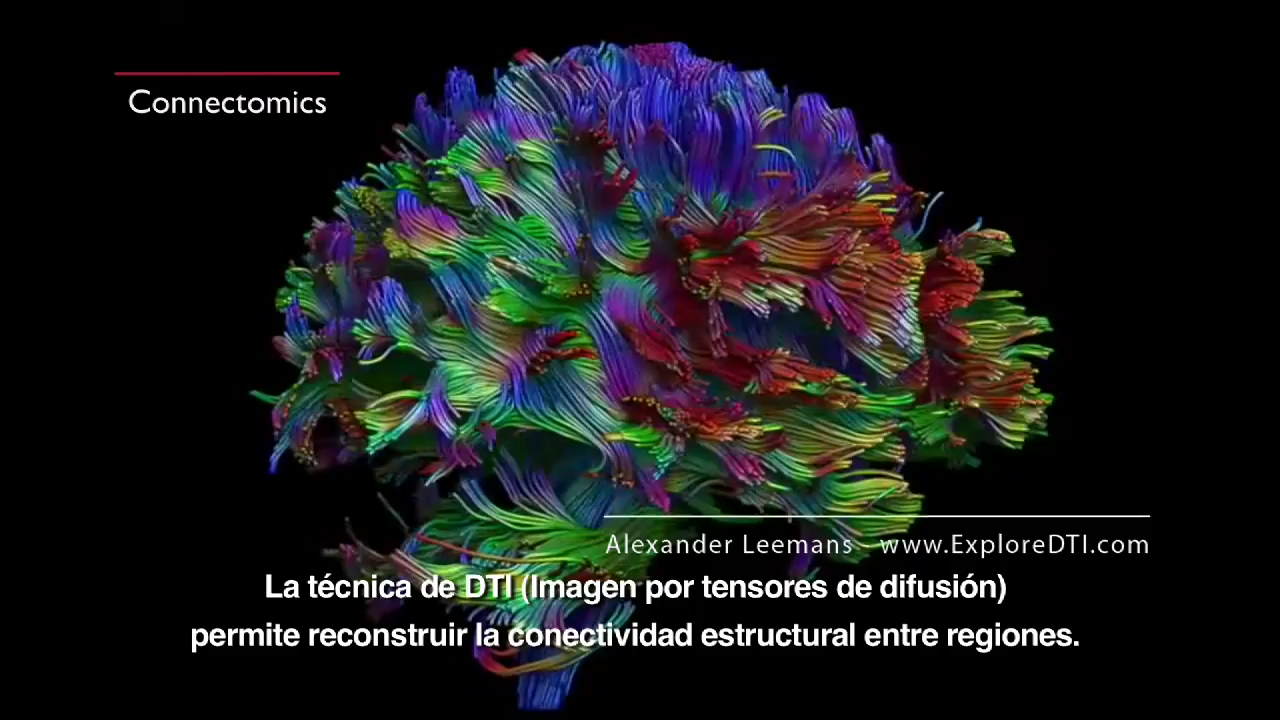 Connectomics
Alexander Leemans - www.ExploreDTI.com
La técnica de DTI (Imagen por tensores de difusión)
permite reconstruir la conectividad estructural entre regiones.